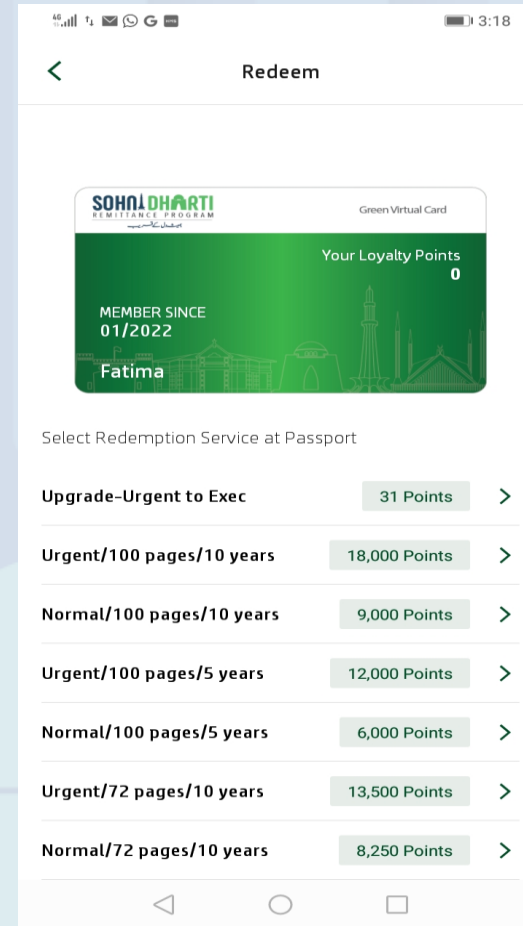 4G 3:18
Redeem
SOHNI DHARTI
REMITTANCE PROGRAM
Green Virtual Card
Your Loyalty Points
0
MEMBER SINCE
01/2022
Fatima
Select Redemption Service at Passport
Upgrade-Urgent to Exec 31 Points
Urgent/100 pages/10 years 18,000 Points
Normal/100 pages/10 years 9,000 Points
Urgent/100 pages/5 years 12,000 Points
Normal/100 pages/5 years 6,000 Points
Urgent/72 pages/10 years 13,500 Points
Normal/72 pages/10 years 8,250 Points